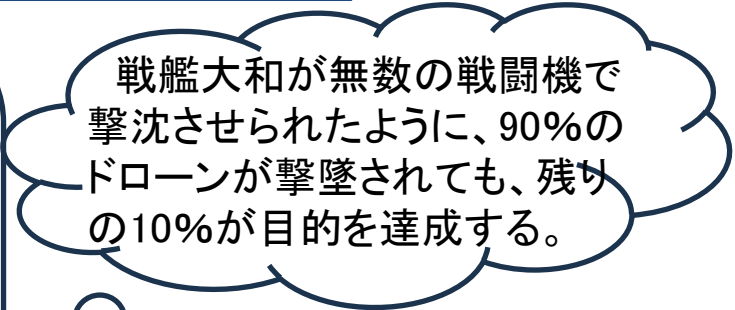 戦艦大和が無数の戦闘機で
撃沈させられたように、90%の
ドローンが撃墜されても、残り
の10%が目的を達成する。